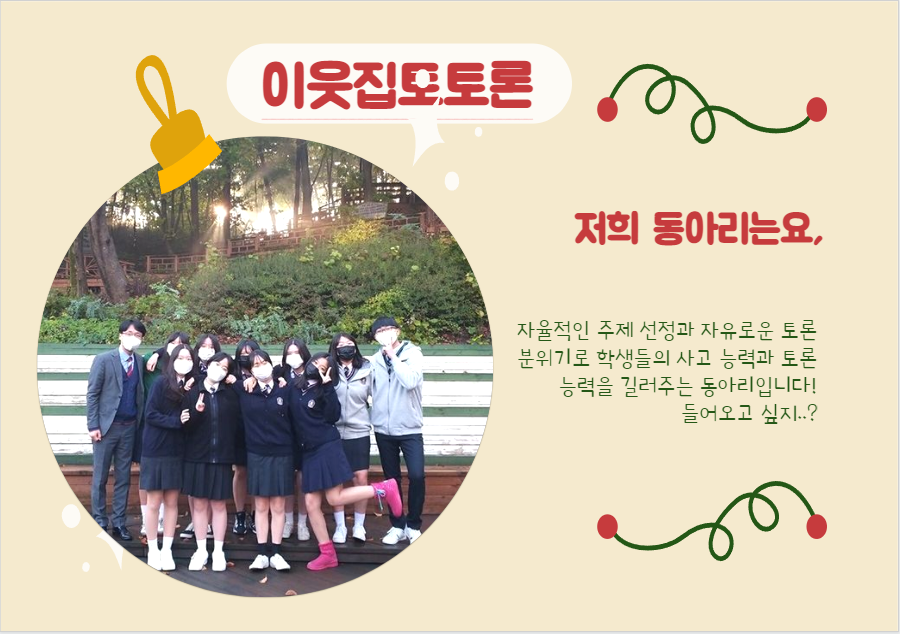 이웃집또,토론
저희 동아리는요,
자율적인 주제 선정과 자유로운 토론
분위기로 학생들의 사고 능력과 토론
능력을 길러주는 동아리입니다!
들어오고 싶지..?